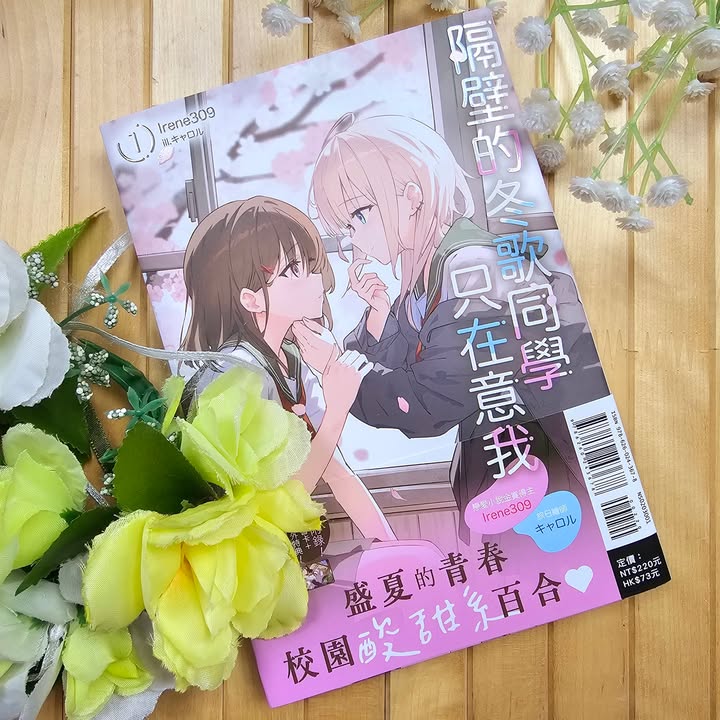 隔壁的冬歌同學
只在意我
1
Irene309
ill.キャロル
Irene309
キャロル
盛夏的青春
校園酸甜系百合♥
定價：
NT$220元
HK$73元